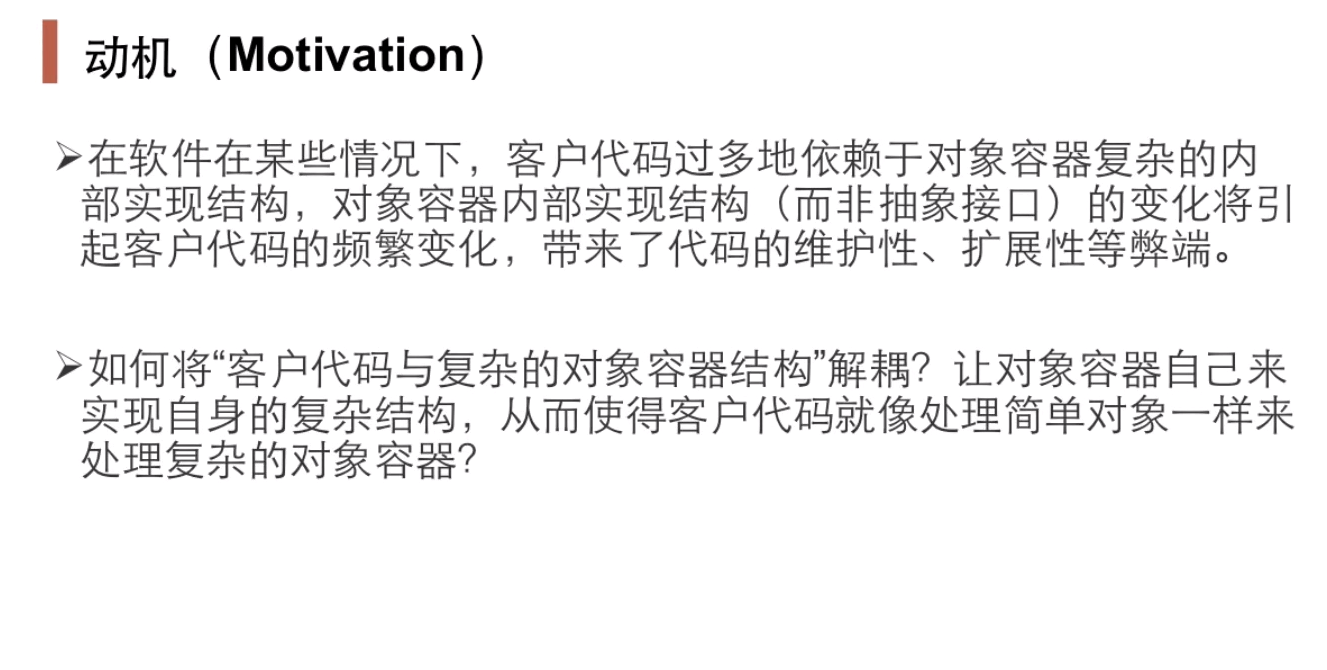 动机（Motivation）
➢在软件在某些情况下，客户代码过多地依赖于对象容器复杂的内
部实现结构，对象容器内部实现结构（而非抽象接口）的变化将引
起客户代码的频繁变化，带来了代码的维护性、扩展性等弊端。
➢如何将“客户代码与复杂的对象容器结构”解耦？让对象容器自己来
实现自身的复杂结构，从而使得客户代码就像处理简单对象一样来
处理复杂的对象容器？